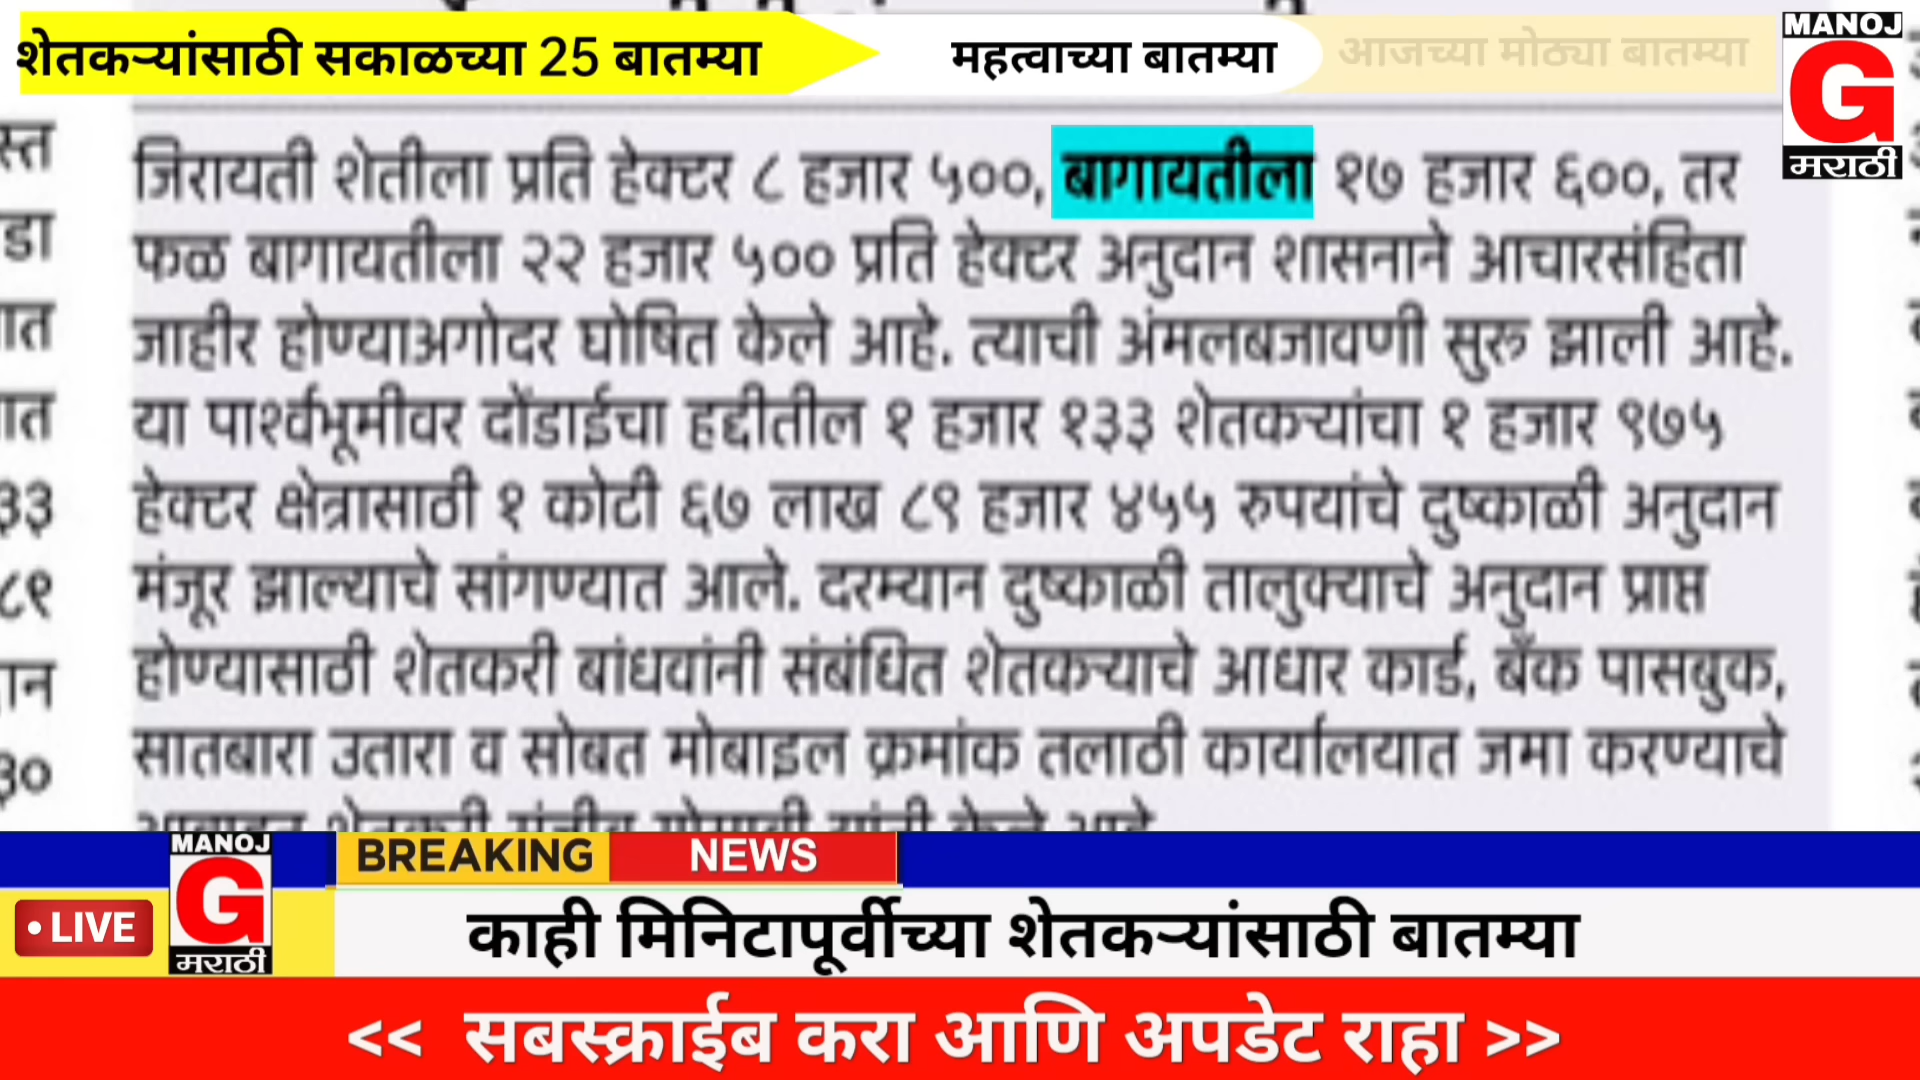 शेतकऱ्यांसाठी सकाळच्या 25 बातम्या
महत्वाच्या बातम्या
आजच्या मोठ्या बातम्या
MANOJ
G
मराठी
जिरायती शेतीला प्रति हेक्टर ८ हजार ५००, बागायतीला १७ हजार ६००, तर
फळ बागायतीला २२ हजार ५०० प्रति हेक्टर अनुदान शासनाने आचारसंहिता
जाहीर होण्याअगोदर घोषित केले आहे. त्याची अंमलबजावणी सुरु झाली आहे.
या पार्श्वभूमीवर दोंडाईचा हद्दीतील १ हजार १३३ शेतकऱ्यांचा १ हजार ९७५
हेक्टर क्षेत्रासाठी १ कोटी ६७ लाख ८९ हजार ४५५ रुपयांचे दुष्काळी अनुदान
मंजूर झाल्याचे सांगण्यात आले. दरम्यान दुष्काळी तालुक्याचे अनुदान प्राप्त
होण्यासाठी शेतकरी बांधवांनी संबंधित शेतकऱ्याचे आधार कार्ड, बँक पासबुक,
सातबारा उतारा व सोबत मोबाइल क्रमांक तलाठी कार्यालयात जमा करण्याचे
MANOJ
G
मराठी
BREAKING NEWS
• LIVE
काही मिनिटापूर्वीच्या शेतकऱ्यांसाठी बातम्या
<< सबस्क्राईब करा आणि अपडेट राहा >>